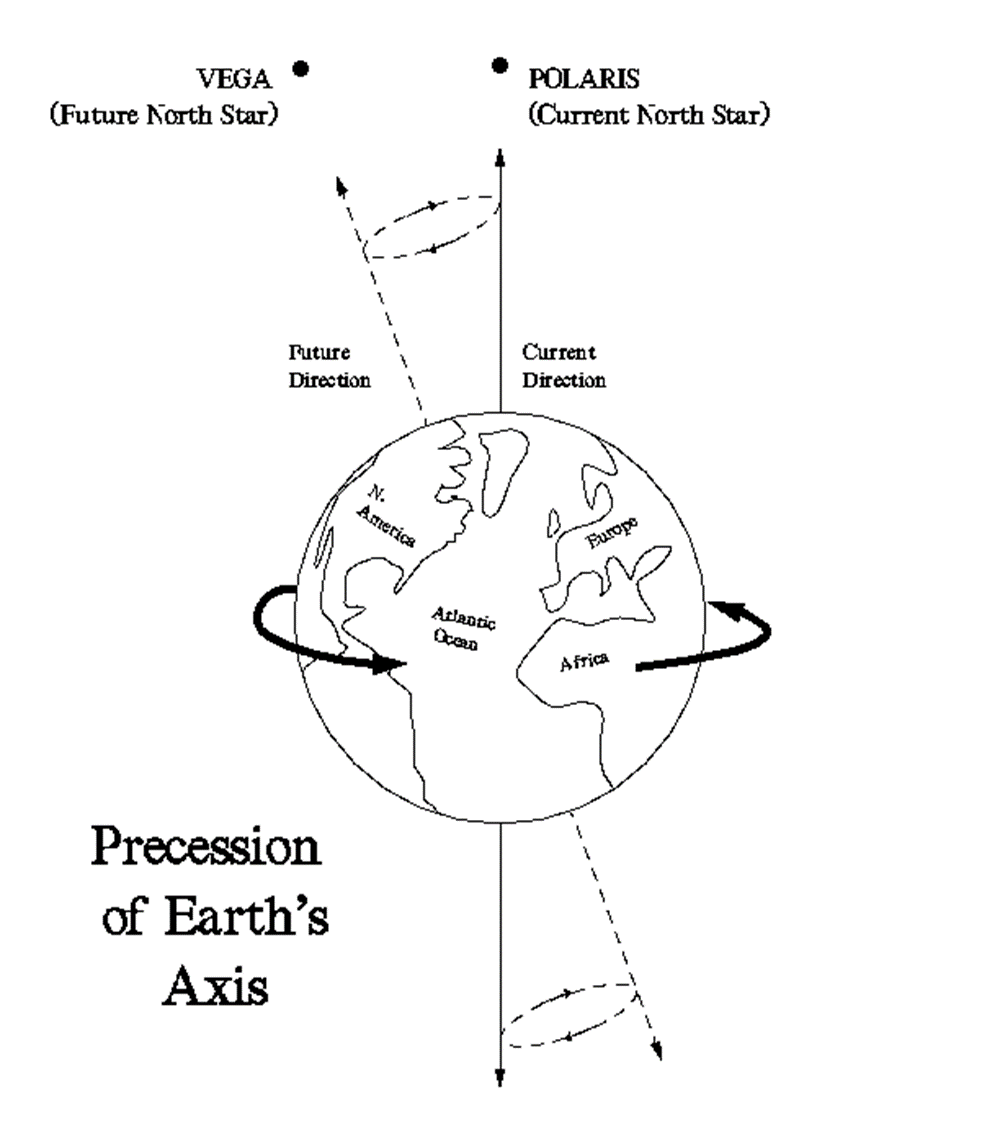 VEGA
(Future North Star)
POLARIS
(Current North Star)
Future
Direction
Current
Direction
N.
America
Europe
Atlantic
Ocean
Africa
Precession
of Earth's
Axis